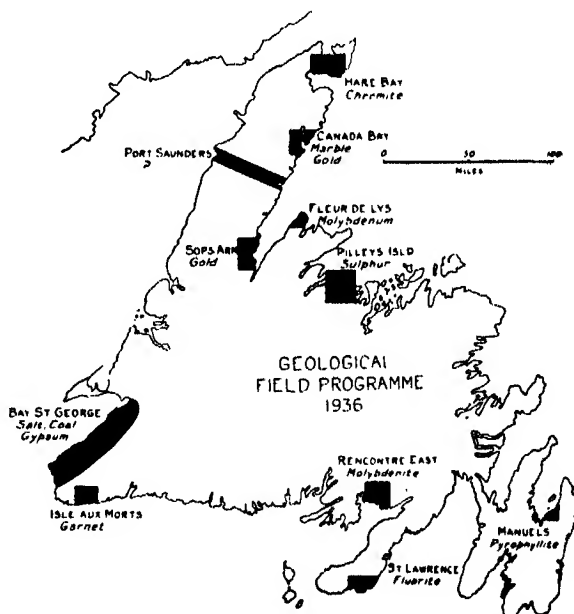 HARE BAY
Chromite
CANADA BAY
Marble
Gold
PORT SAUNDERS
?
0 50 100
MILES
FLEUR DE LYS
Molybdenum
SOPS ARM
Gold
PILLEYS ISLD
Sulphur
GEOLOGICAL
FIELD PROGRAMME
1936
BAY ST GEORGE
Salt, Coal
Gypsum
RENCONTRE EAST
Molybdenite
ISLE AUX MORTS
Garnet
MANUELS
Pyrophyllite
ST LAWRENCE
Fluorite